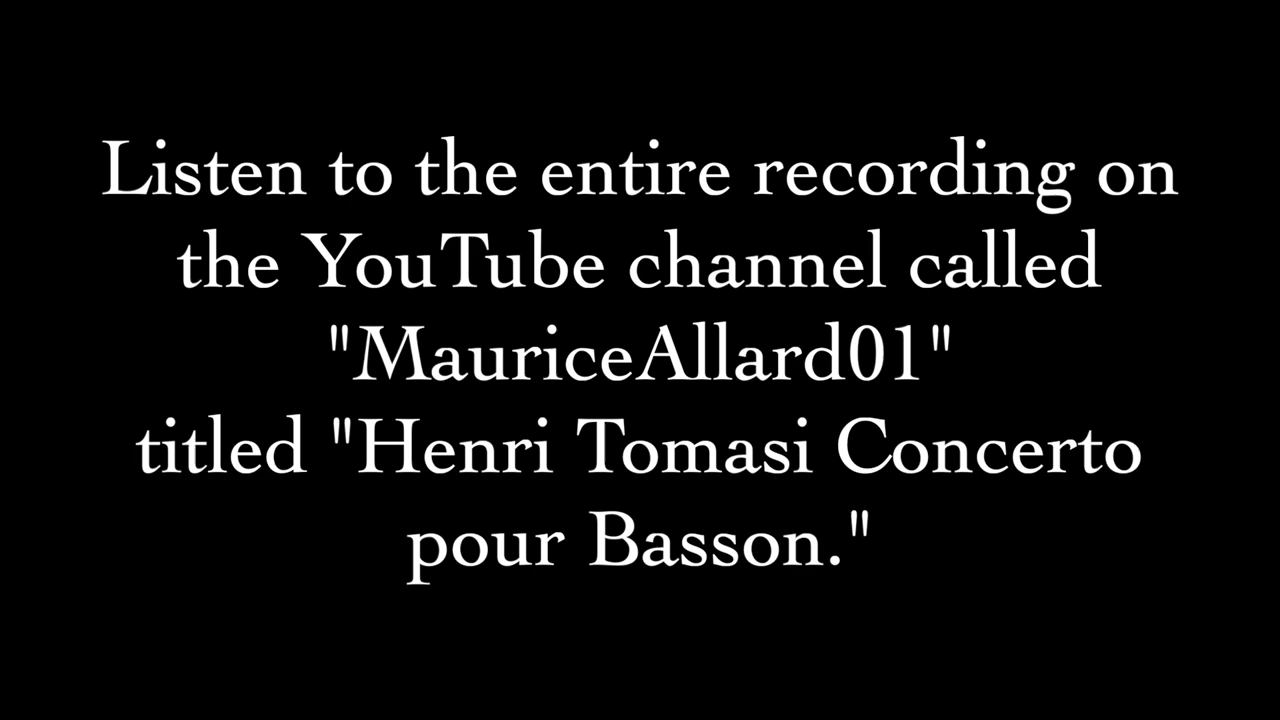 Listen to the entire recording on
the YouTube channel called
"MauriceAllard01"
titled "Henri Tomasi Concerto
pour Basson."